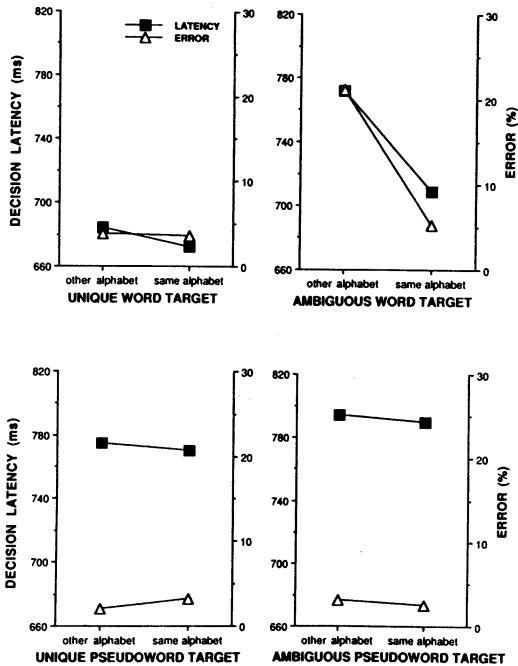 820
780
740
700
660
DECISION LATENCY (ms)
LATENCY
ERROR
30
20
10
0
other alphabet same alphabet
UNIQUE WORD TARGET
820
780
740
700
660
30
20
10
0
ERROR (%)
other alphabet same alphabet
AMBIGUOUS WORD TARGET
820
780
740
700
660
DECISION LATENCY (ms)
30
20
10
0
other alphabet same alphabet
UNIQUE PSEUDOWORD TARGET
820
780
740
700
660
30
20
10
0
ERROR (%)
other alphabet same alphabet
AMBIGUOUS PSEUDOWORD TARGET